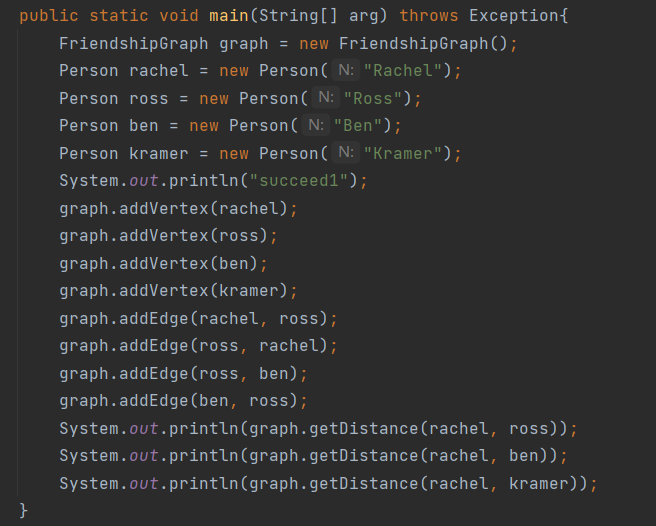 public static void main(String[] arg) throws Exception{
FriendshipGraph graph = new FriendshipGraph();
Person rachel = new Person( N: "Rachel");
Person ross = new Person( N: "Ross");
Person ben = new Person( N: "Ben");
Person kramer = new Person( N: "Kramer");
System.out.println("succeed1");
graph.addVertex(rachel);
graph.addVertex(ross);
graph.addVertex(ben);
graph.addVertex(kramer);
graph.addEdge(rachel, ross);
graph.addEdge(ross, rachel);
graph.addEdge(ross, ben);
graph.addEdge(ben, ross);
System.out.println(graph.getDistance(rachel, ross));
System.out.println(graph.getDistance(rachel, ben));
System.out.println(graph.getDistance(rachel, kramer));
}